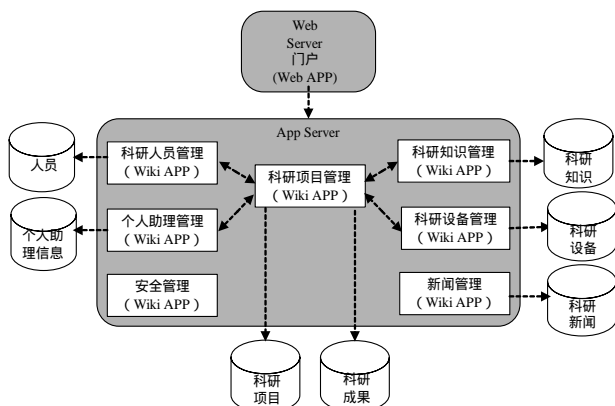 Web
Server
门户
(Web APP)
App Server
人员
科研人员管理
（Wiki APP）
科研知识管理
（Wiki APP）
科研
知识
科研项目管理
（Wiki APP）
个人助
理信息
个人助理管理
（Wiki APP）
科研设备管理
（Wiki APP）
科研
设备
安全管理
（Wiki APP）
新闻管理
（Wiki APP）
科研
新闻
科研
项目
科研
成果